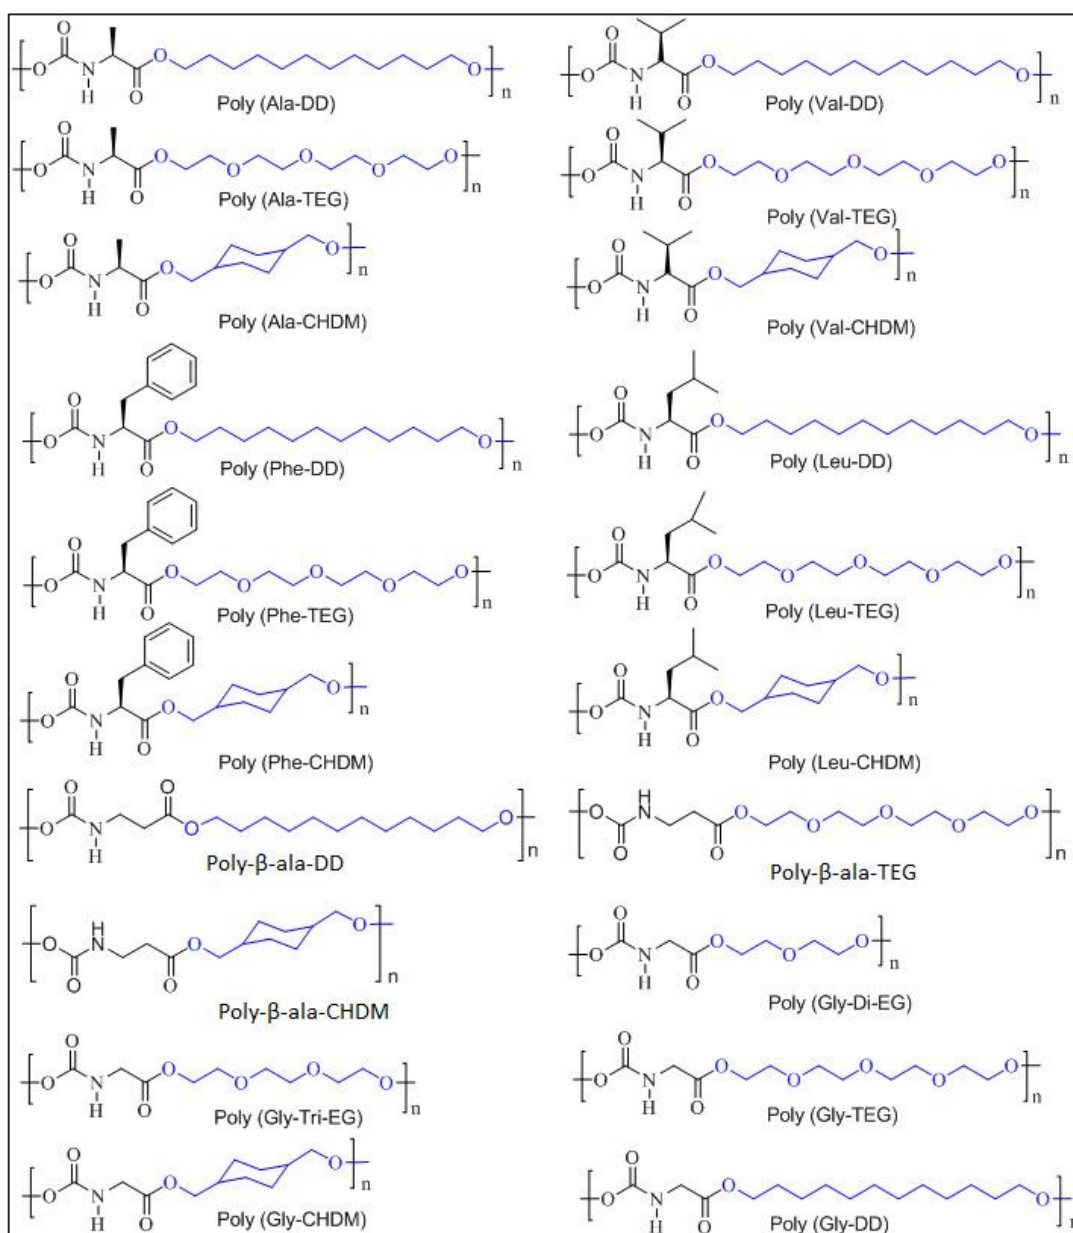 Poly (Ala-DD)
Poly (Val-DD)
Poly (Ala-TEG)
Poly (Val-TEG)
Poly (Ala-CHDM)
Poly (Val-CHDM)
Poly (Phe-DD)
Poly (Leu-DD)
Poly (Phe-TEG)
Poly (Leu-TEG)
Poly (Phe-CHDM)
Poly (Leu-CHDM)
Poly-β-ala-DD
Poly-β-ala-TEG
Poly-β-ala-CHDM
Poly (Gly-Di-EG)
Poly (Gly-Tri-EG)
Poly (Gly-TEG)
Poly (Gly-CHDM)
Poly (Gly-DD)